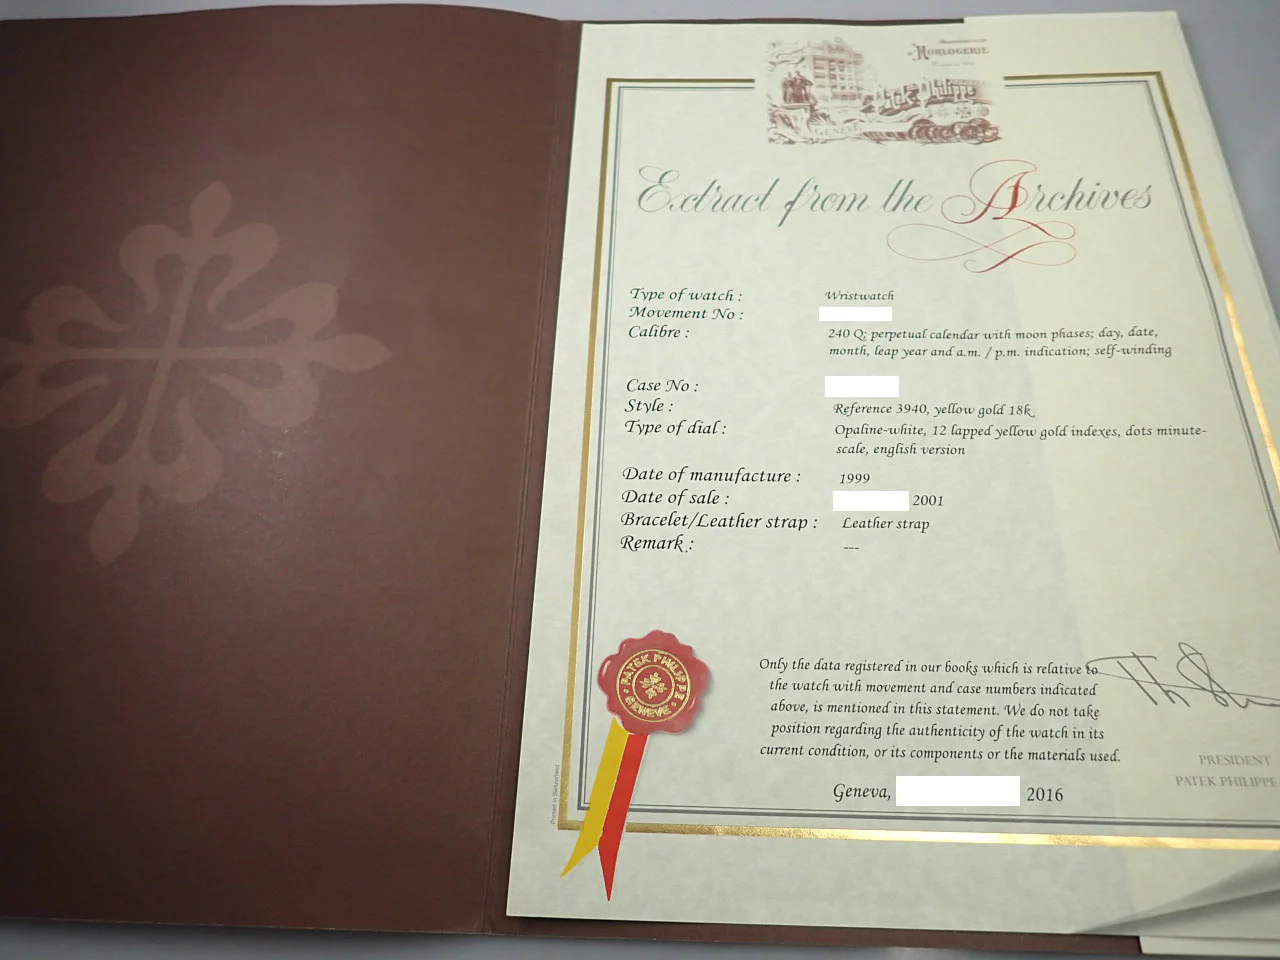 HORLOGERIE
Patek Philippe
GENÈVE
Extract from the Archives
Type of watch : Wristwatch
Movement No :
Calibre : 240 Q; perpetual calendar with moon phases; day, date,
month, leap year and a.m. / p.m. indication; self-winding
Case No :
Style : Reference 3940, yellow gold 18k
Type of dial : Opaline-white, 12 lapped yellow gold indexes, dots minute-
scale, english version
Date of manufacture : 1999
Date of sale : 2001
Bracelet/Leather strap : Leather strap
Remark : ---
PATEK PHILIPPE
GENEVE
Only the data registered in our books which is relative to
the watch with movement and case numbers indicated
above, is mentioned in this statement. We do not take
position regarding the authenticity of the watch in its
current condition, or its components or the materials used.
Geneva, 2016
PRESIDENT
PATEK PHILIPPE
Printed in Switzerland